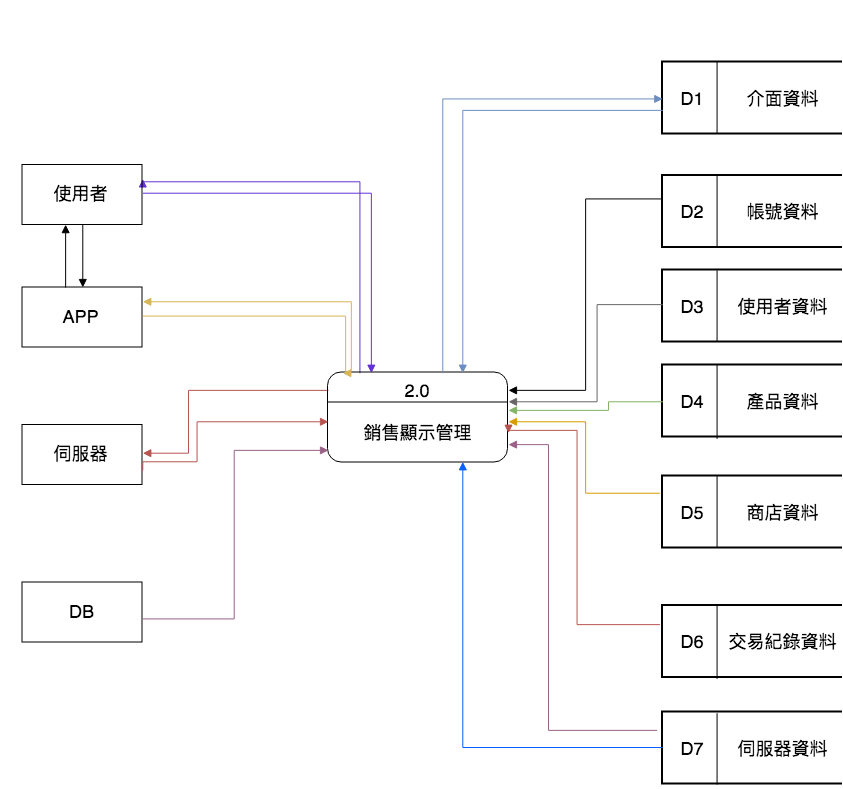 D1 介面資料
使用者
D2 帳號資料
APP
D3 使用者資料
2.0
銷售顯示管理
D4 產品資料
伺服器
D5 商店資料
DB
D6 交易紀錄資料
D7 伺服器資料